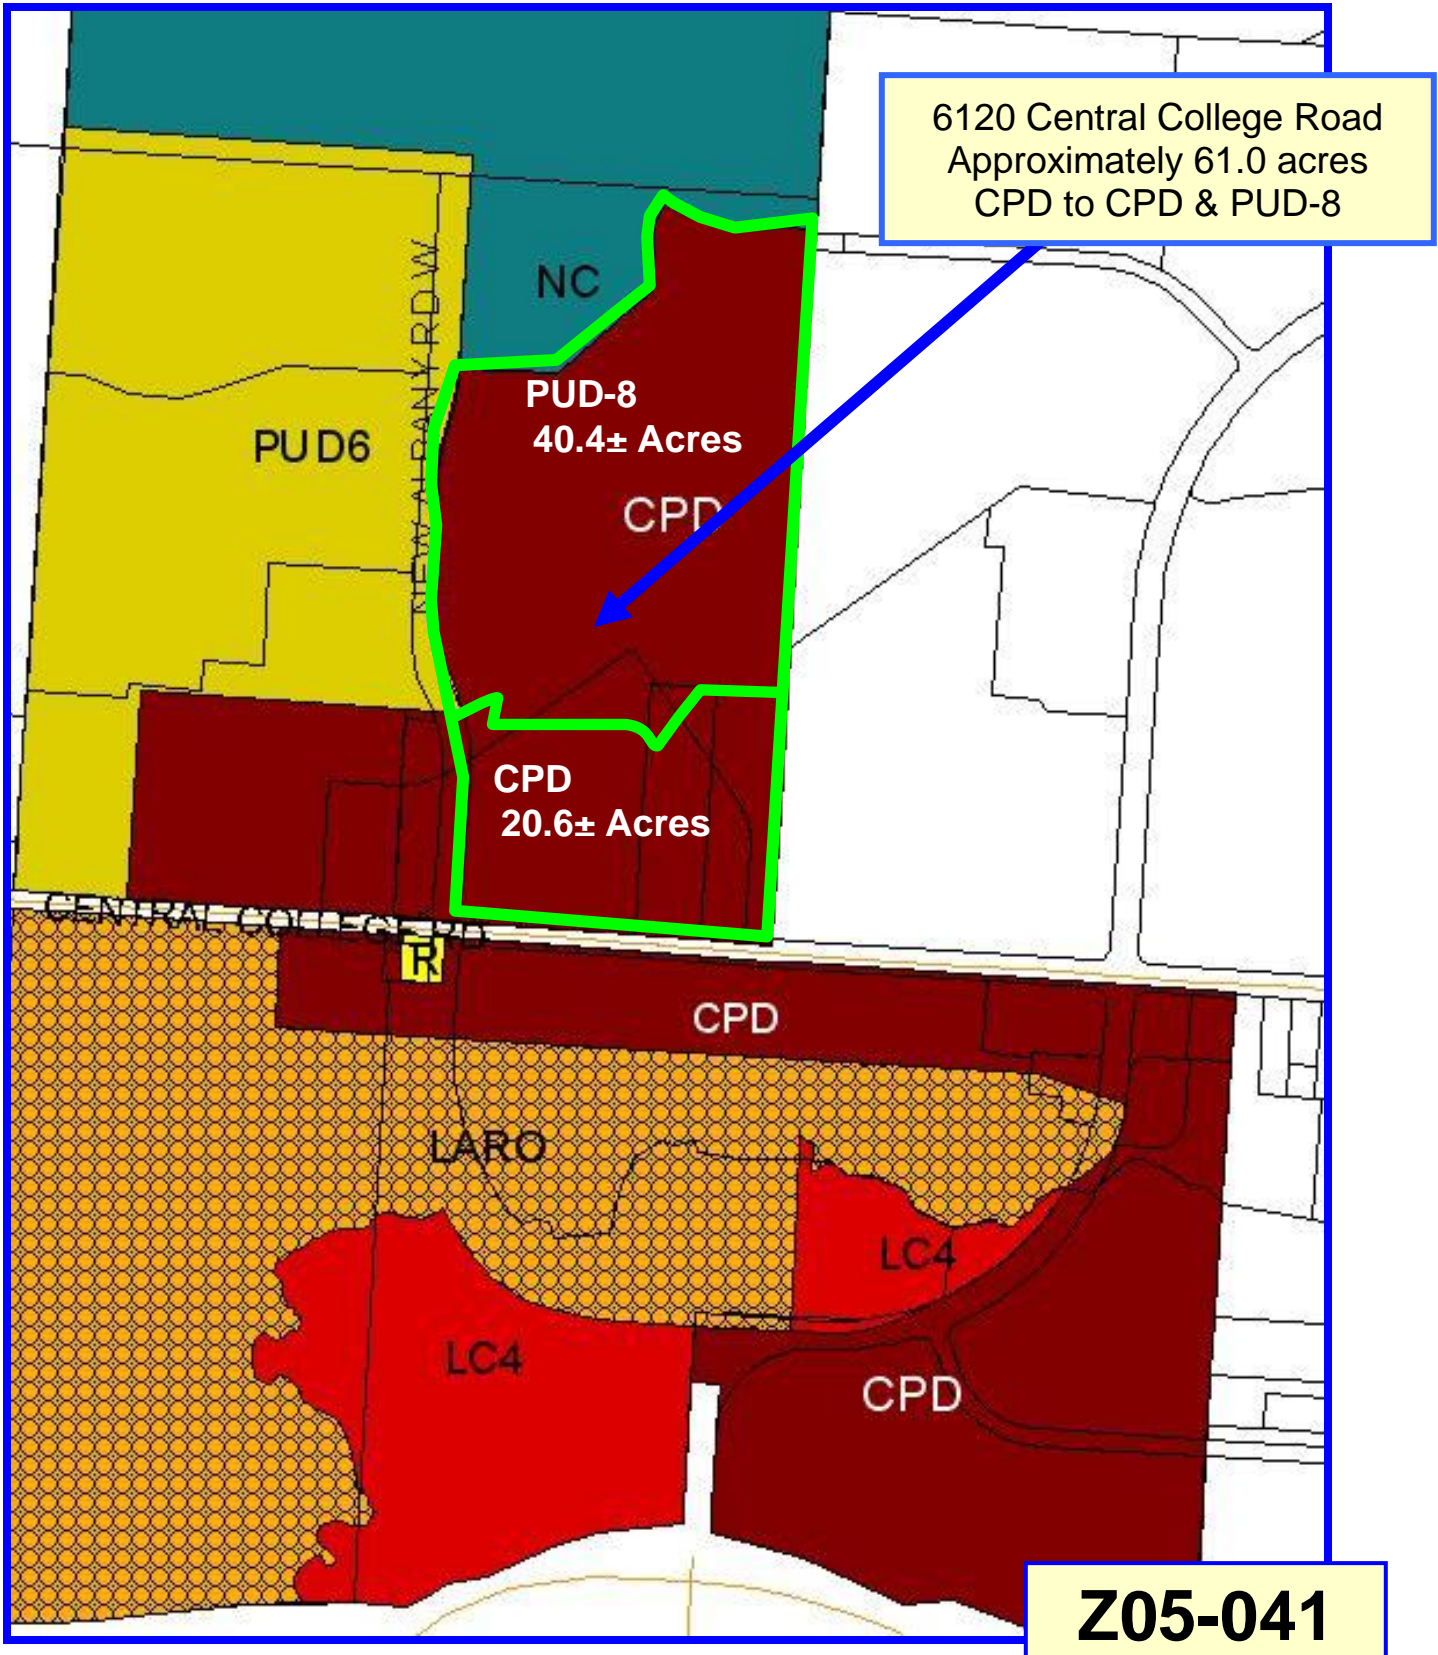 6120 Central College Road
Approximately 61.0 acres
CPD to CPD & PUD-8
NC
NEW ALBANY RD W
PUD-8
40.4± Acres
PUD6
CPD
CPD
20.6± Acres
CENTRAL COLLEGE RD
R
CPD
LARO
LC4
LC4
CPD
Z05-041